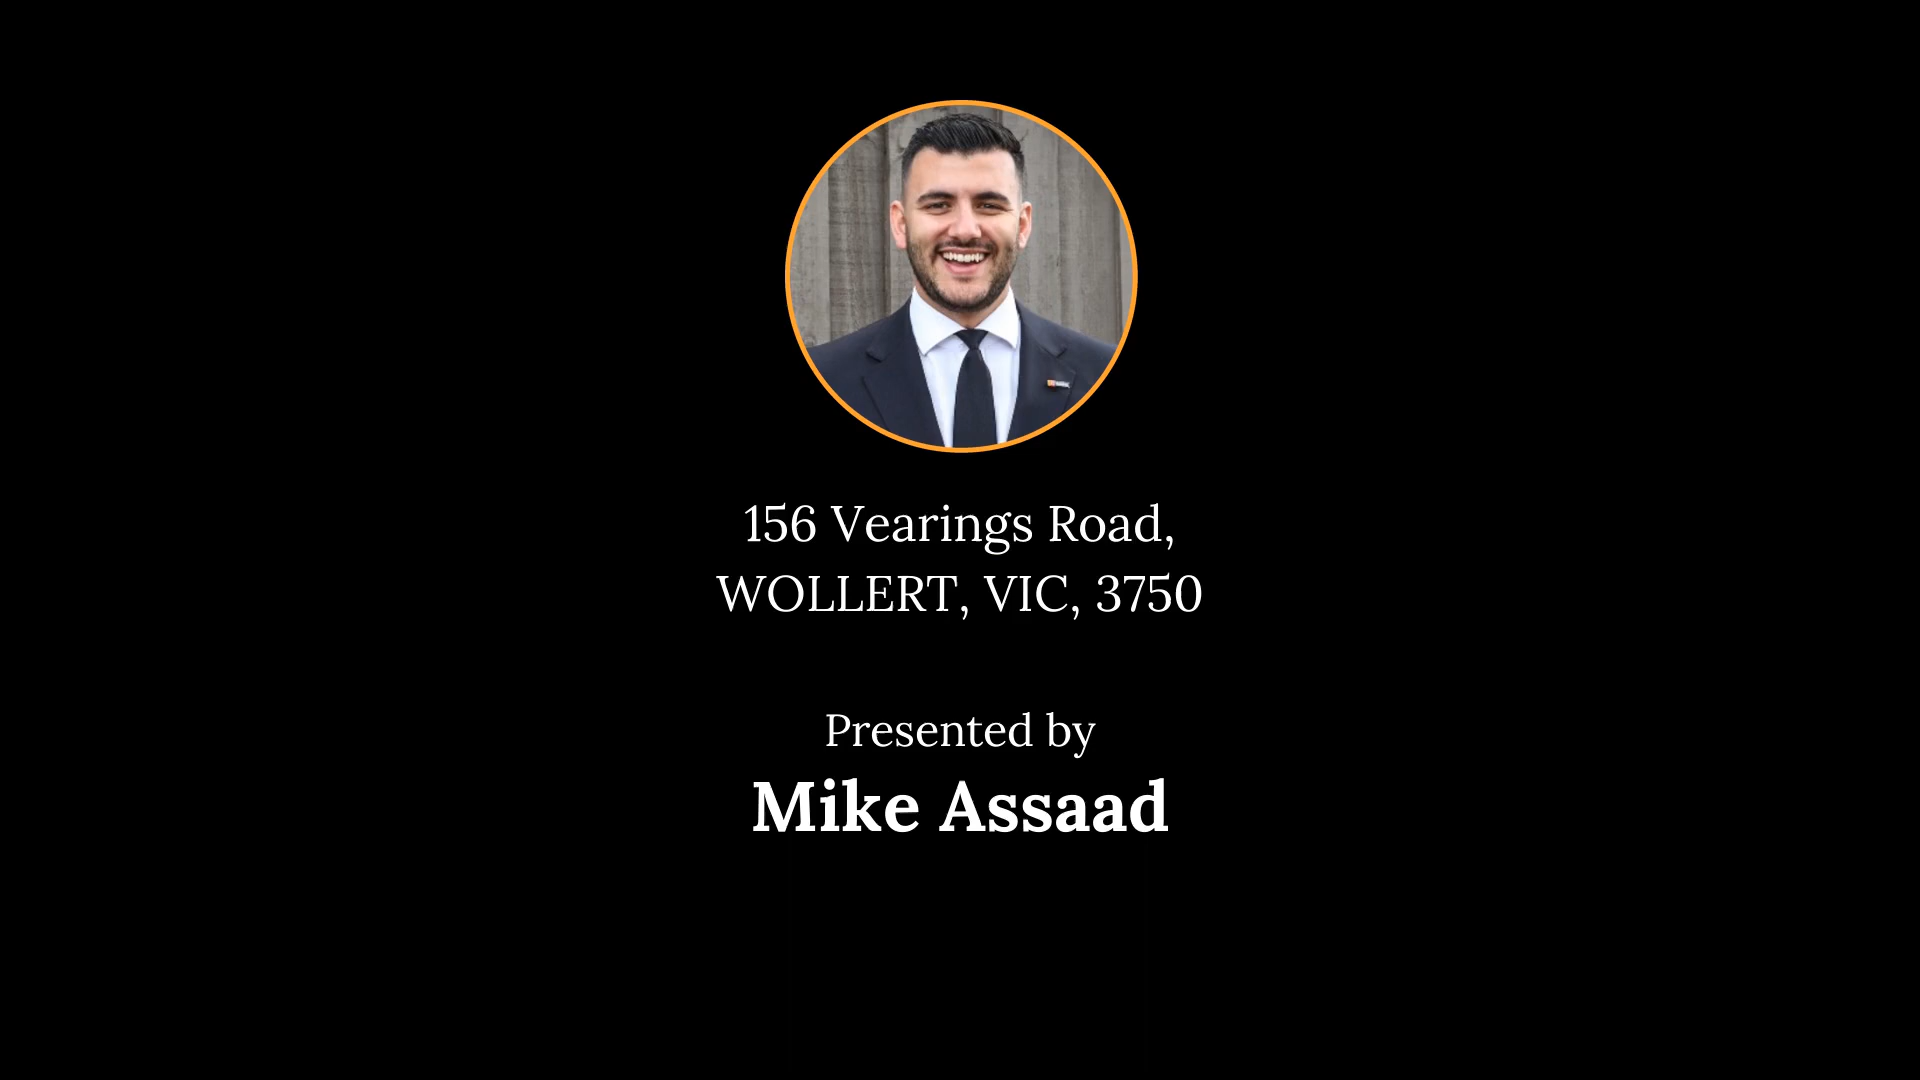 156 Vearings Road,
WOLLERT, VIC, 3750
Presented by
Mike Assaad